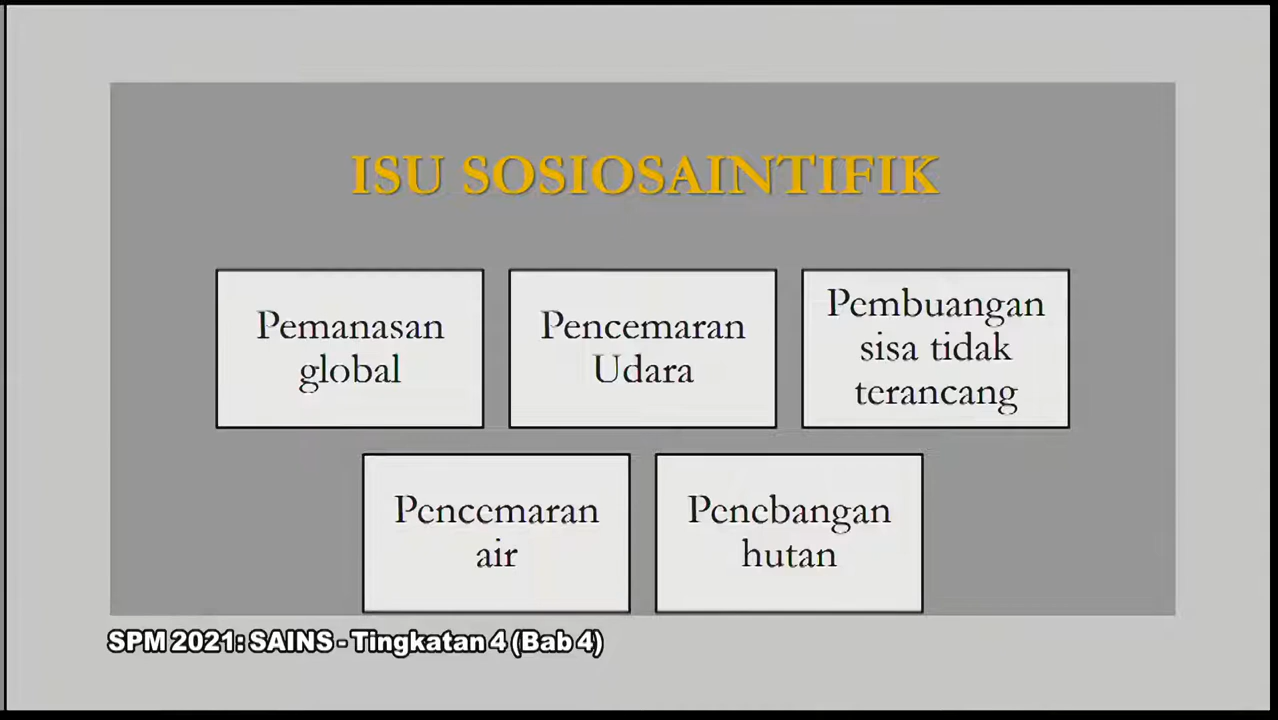 ISU SOSIOSAINTIFIK
Pemanasan
global
Pencemaran
Udara
Pembuangan
sisa tidak
terancang
Pencemaran
air
Penebangan
hutan
SPM 2021: SAINS - Tingkatan 4 (Bab 4)